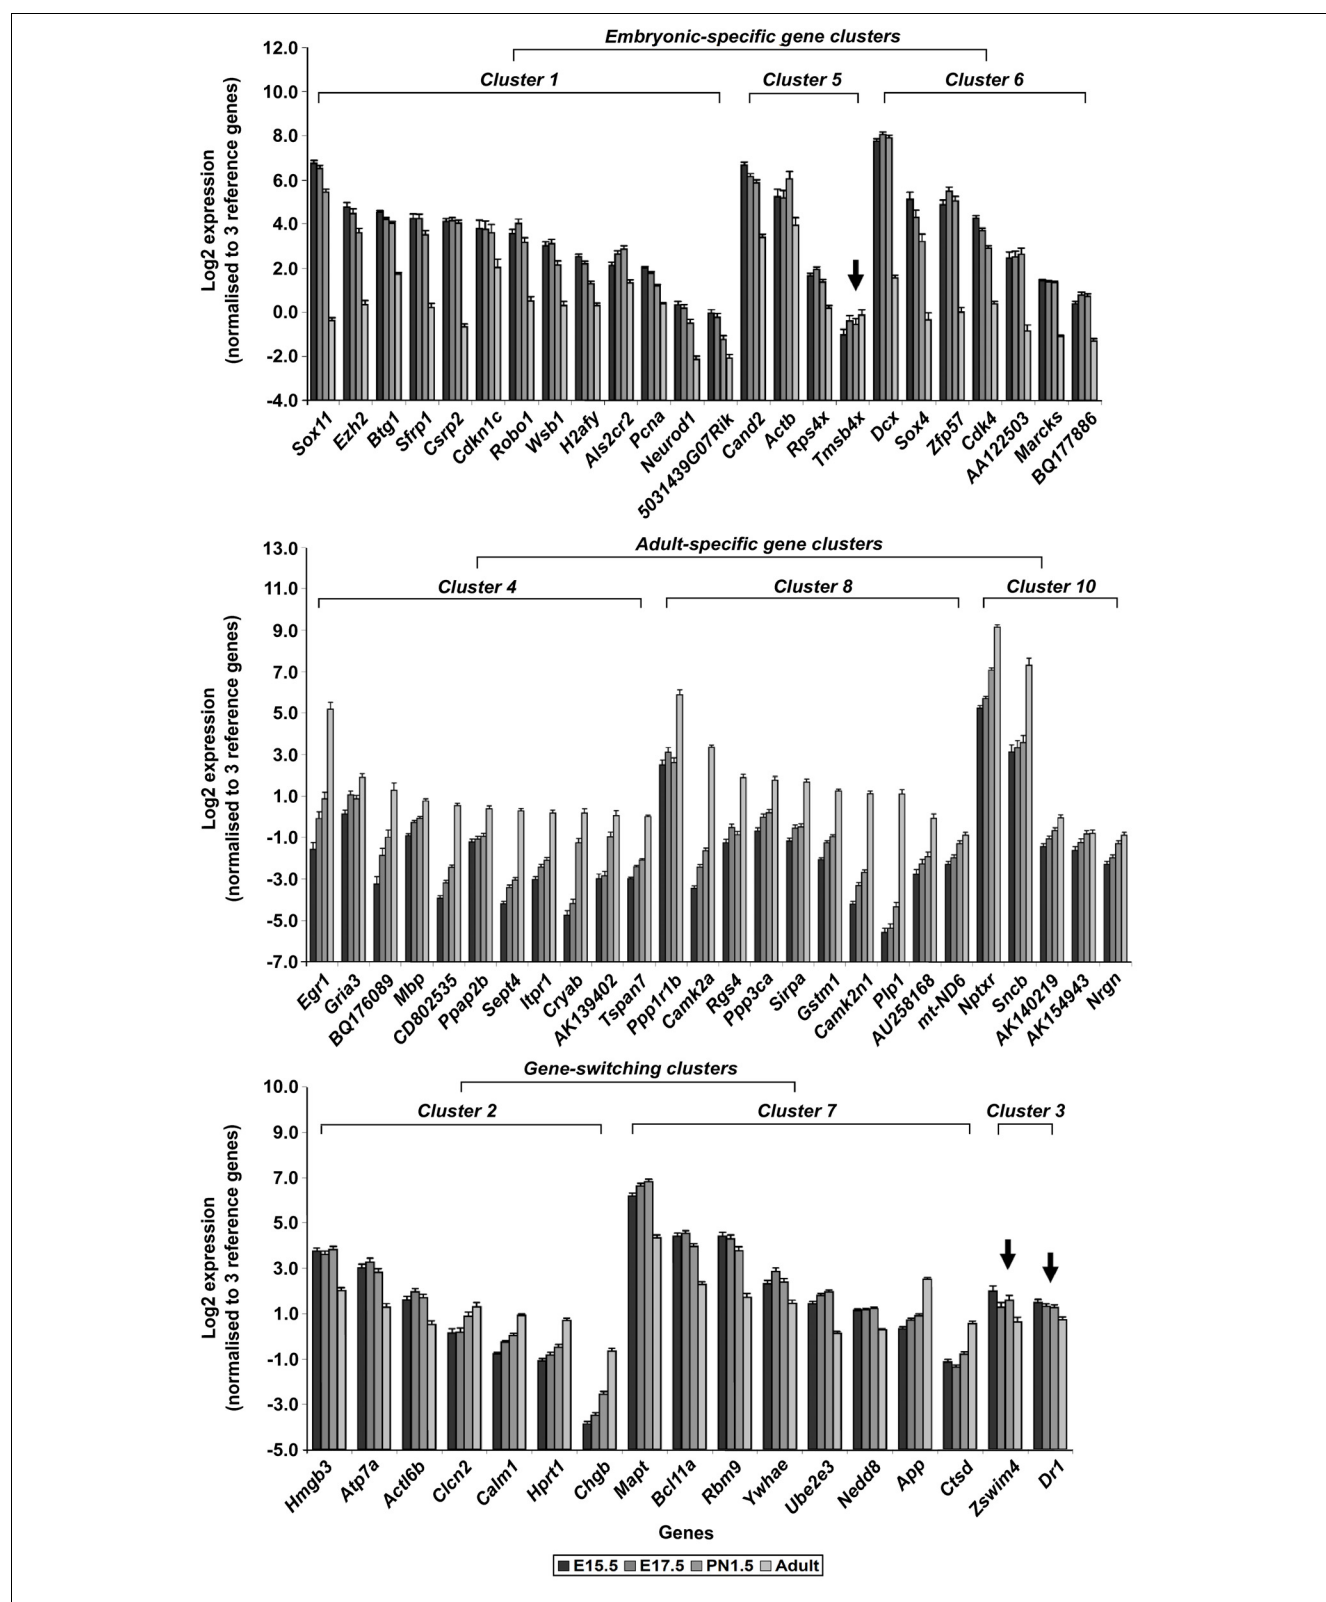 Embryonic-specific gene clusters
Cluster 1
Cluster 5
Cluster 6
Log2 expression
(normalised to 3 reference genes)
12.0
10.0
8.0
6.0
4.0
2.0
0.0
-2.0
-4.0
Sox11
Ezh2
Btg1
Sfrp1
Csrp2
Cdkn1c
Robo1
Wsb1
H2afy
Als2cr2
Pcna
Neurod1
5031439G07Rik
Cand2
Actb
Rps4x
Tmsb4x
Dcx
Sox4
Zfp57
Cdk4
AA122503
Marcks
BQ177886
Adult-specific gene clusters
Cluster 4
Cluster 8
Cluster 10
Log2 expression
(normalised to 3 reference genes)
13.0
11.0
9.0
7.0
5.0
3.0
1.0
-1.0
-3.0
-5.0
-7.0
Egr1
Gria3
BQ176089
Mbp
CD802535
Ppap2b
Sept4
Itpr1
Cryab
AK139402
Tspan7
Ppp1r1b
Camk2a
Rgs4
Ppp3ca
Sirpa
Gstm1
Camk2n1
Plp1
AU258168
mt-ND6
Nptxr
Sncb
AK140219
AK154943
Nrgn
Gene-switching clusters
Cluster 2
Cluster 7
Cluster 3
Log2 expression
(normalised to 3 reference genes)
10.0
9.0
7.0
5.0
3.0
1.0
-1.0
-3.0
-5.0
Hmgb3
Atp7a
Actl6b
Clcn2
Calm1
Hprt1
Chgb
Mapt
Bcl11a
Rbm9
Ywhae
Ube2e3
Nedd8
App
Ctsd
Zswim4
Dr1
Genes
E15.5 E17.5 PN1.5 Adult